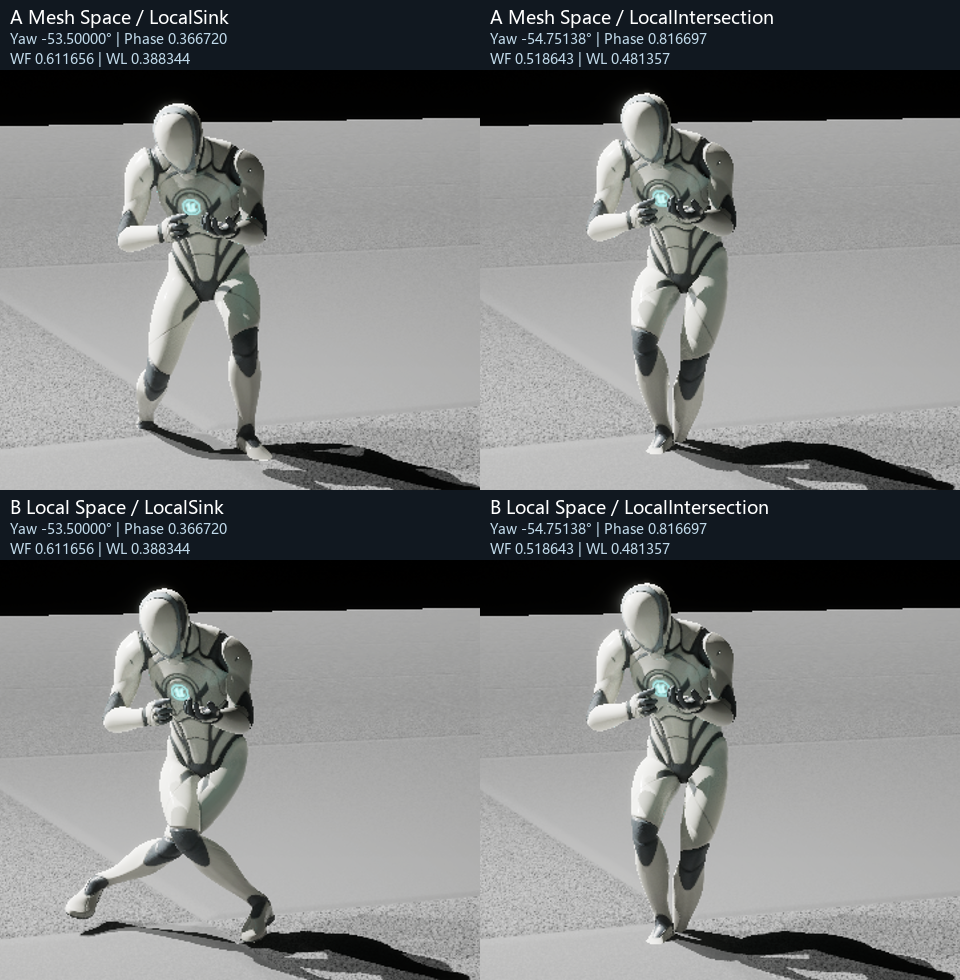 A Mesh Space / LocalSink
Yaw -53.50000° | Phase 0.366720
WF 0.611656 | WL 0.388344
A Mesh Space / LocalIntersection
Yaw -54.75138° | Phase 0.816697
WF 0.518643 | WL 0.481357
B Local Space / LocalSink
Yaw -53.50000° | Phase 0.366720
WF 0.611656 | WL 0.388344
B Local Space / LocalIntersection
Yaw -54.75138° | Phase 0.816697
WF 0.518643 | WL 0.481357